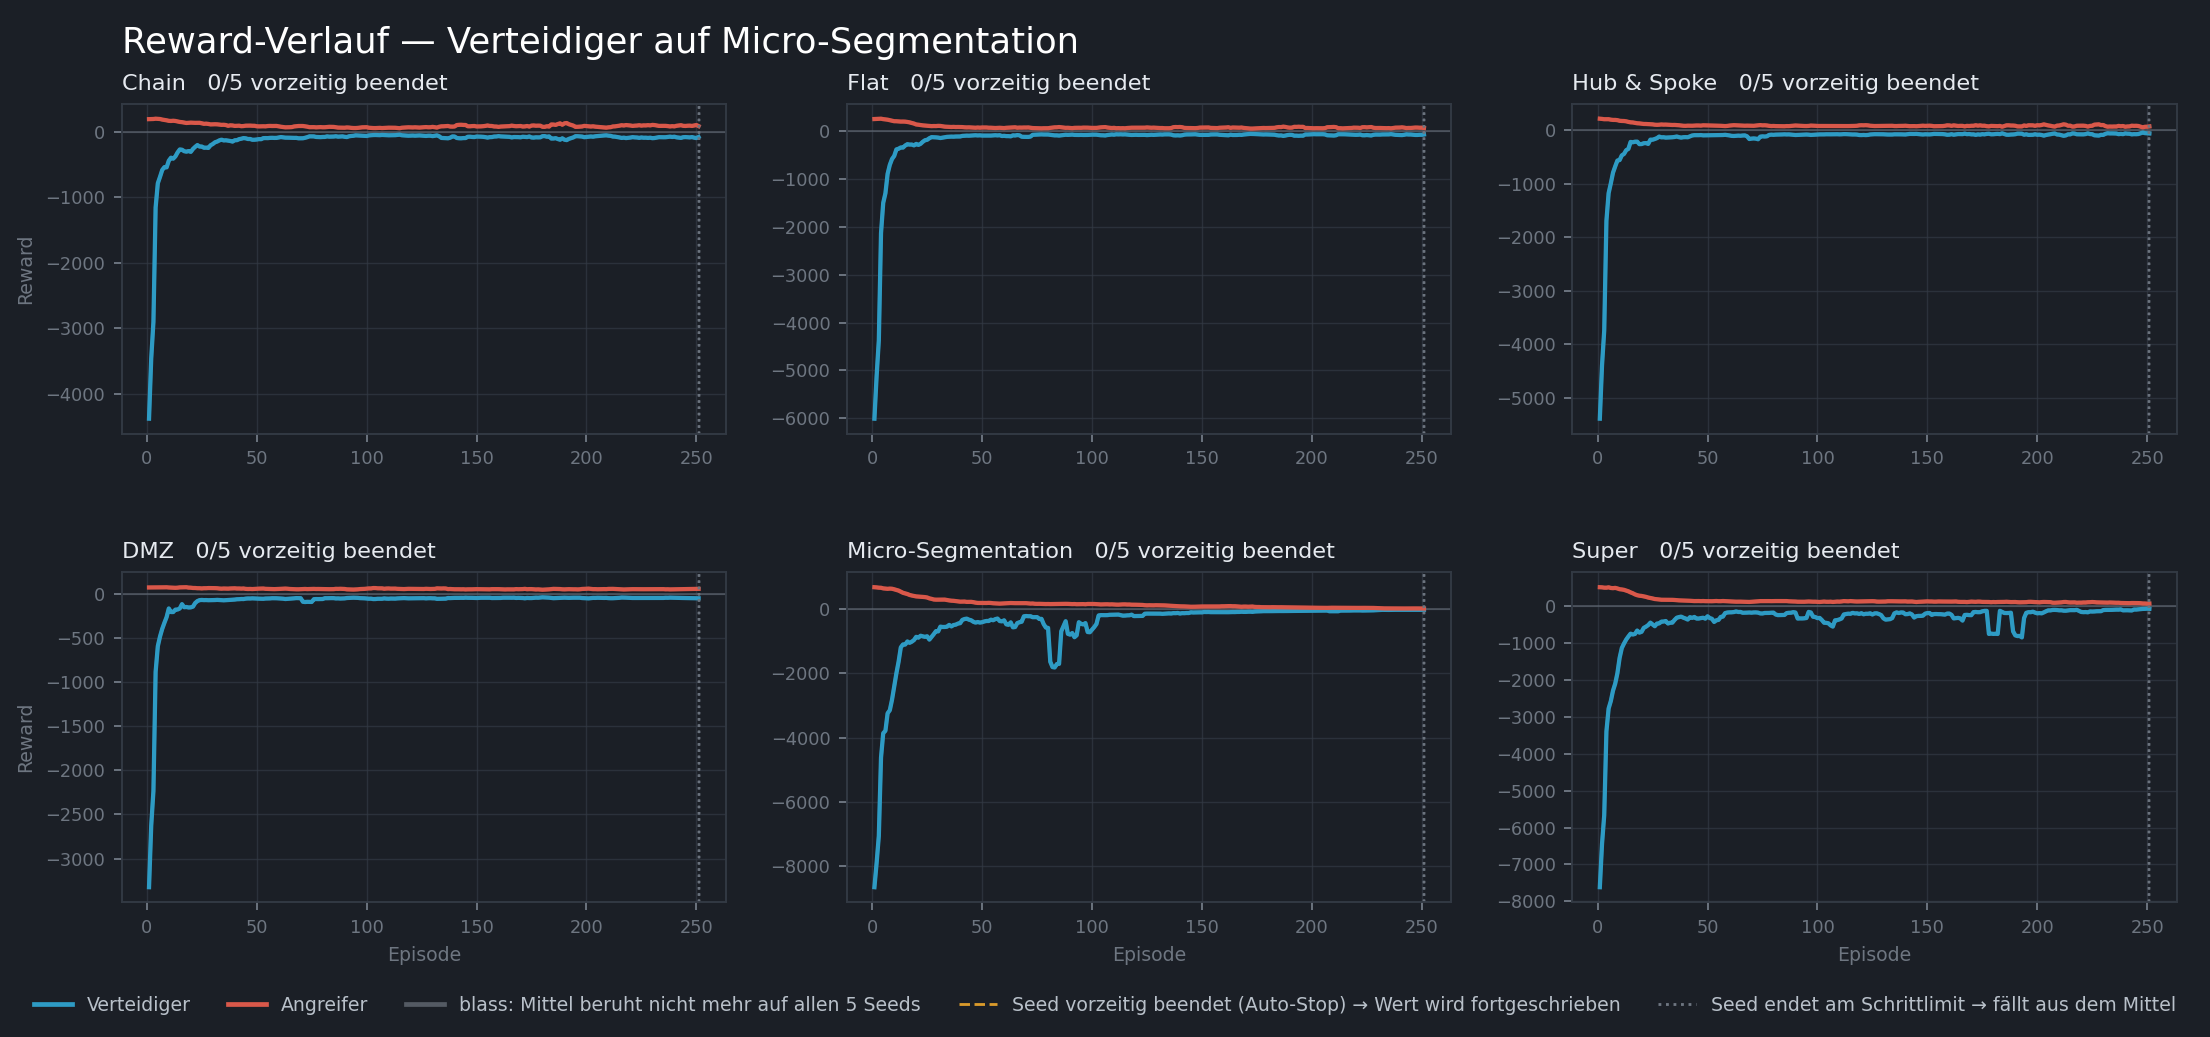 Reward-Verlauf — Verteidiger auf Micro-Segmentation
Chain 0/5 vorzeitig beendet
Flat 0/5 vorzeitig beendet
Hub & Spoke 0/5 vorzeitig beendet
Reward
0
−1000
−2000
−3000
−4000
0 50 100 150 200 250
0
−1000
−2000
−3000
−4000
−5000
−6000
0 50 100 150 200 250
0
−1000
−2000
−3000
−4000
−5000
0 50 100 150 200 250
DMZ 0/5 vorzeitig beendet
Micro-Segmentation 0/5 vorzeitig beendet
Super 0/5 vorzeitig beendet
Reward
0
−500
−1000
−1500
−2000
−2500
−3000
0 50 100 150 200 250
Episode
0
−2000
−4000
−6000
−8000
0 50 100 150 200 250
Episode
0
−1000
−2000
−3000
−4000
−5000
−6000
−7000
−8000
0 50 100 150 200 250
Episode
Verteidiger
Angreifer
blass: Mittel beruht nicht mehr auf allen 5 Seeds
Seed vorzeitig beendet (Auto-Stop) → Wert wird fortgeschrieben
Seed endet am Schrittlimit → fällt aus dem Mittel